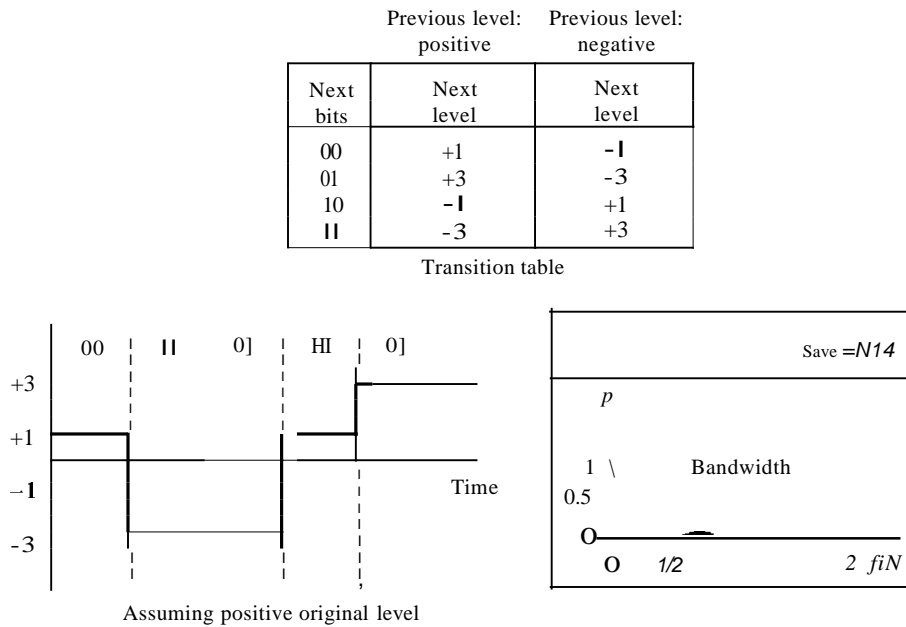 Previous level: positive
Previous level: negative
Next bits
Next level
Next level
00 +1 -1
01 +3 -3
10 -1 +1
II -3 +3
Transition table
00 II 0] HI 0]
+3
+1
-1
-3
Time
Assuming positive original level
Save =N14
p
1 \ Bandwidth
0.5
O
O 1/2 2 fiN